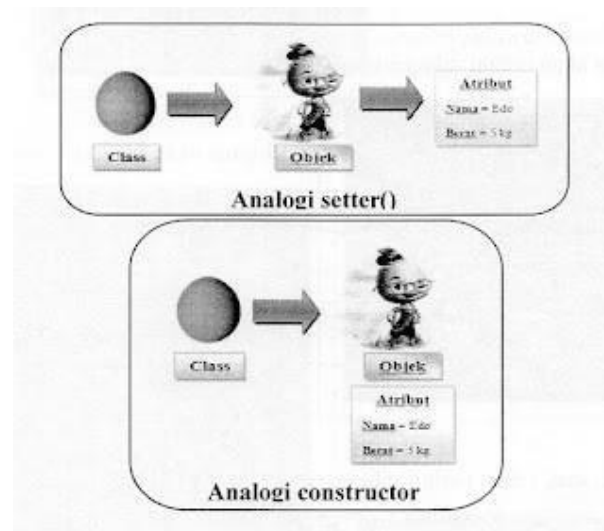 Atribut
Nama = Edo
Berat = 5 kg
Class
Objek
Analogi setter()
Class
Objek
Atribut
Nama = Edo
Berat = 5 kg
Analogi constructor